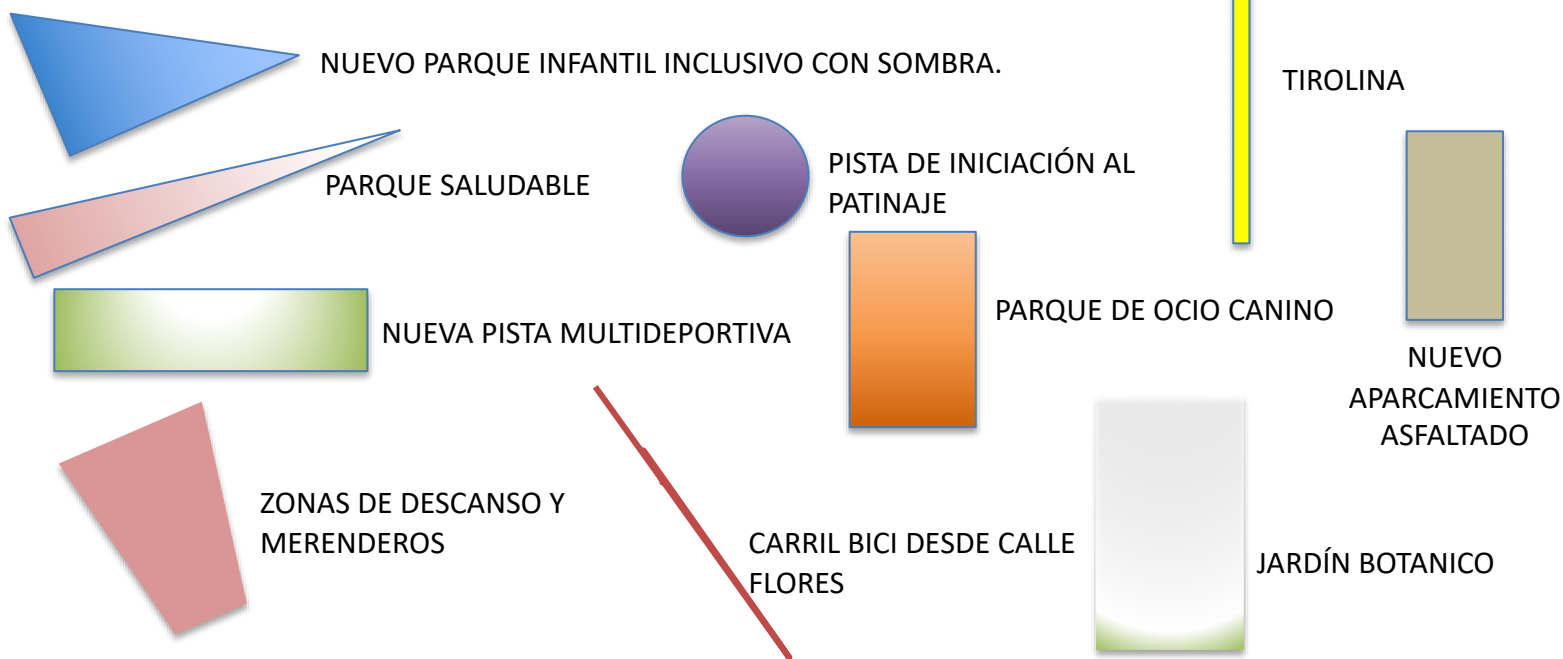 NUEVO PARQUE INFANTIL INCLUSIVO CON SOMBRA.
TIROLINA
PARQUE SALUDABLE
PISTA DE INICIACIÓN AL
PATINAJE
NUEVA PISTA MULTIDEPORTIVA
PARQUE DE OCIO CANINO
NUEVO
APARCAMIENTO
ASFALTADO
ZONAS DE DESCANSO Y
MERENDEROS
CARRIL BICI DESDE CALLE
FLORES
JARDÍN BOTANICO